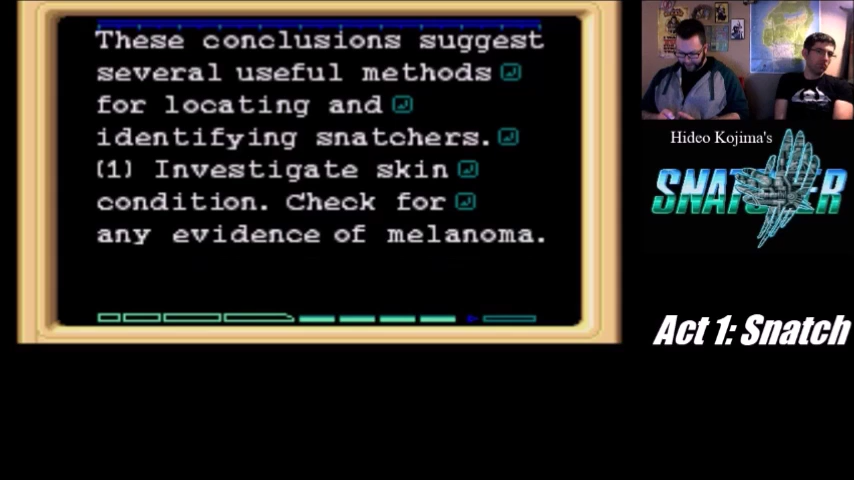 These conclusions suggest
several useful methods
for locating and
identifying snatchers.
(1) Investigate skin
condition. Check for
any evidence of melanoma.
Hideo Kojima's
SNATCHER
Act 1: Snatch